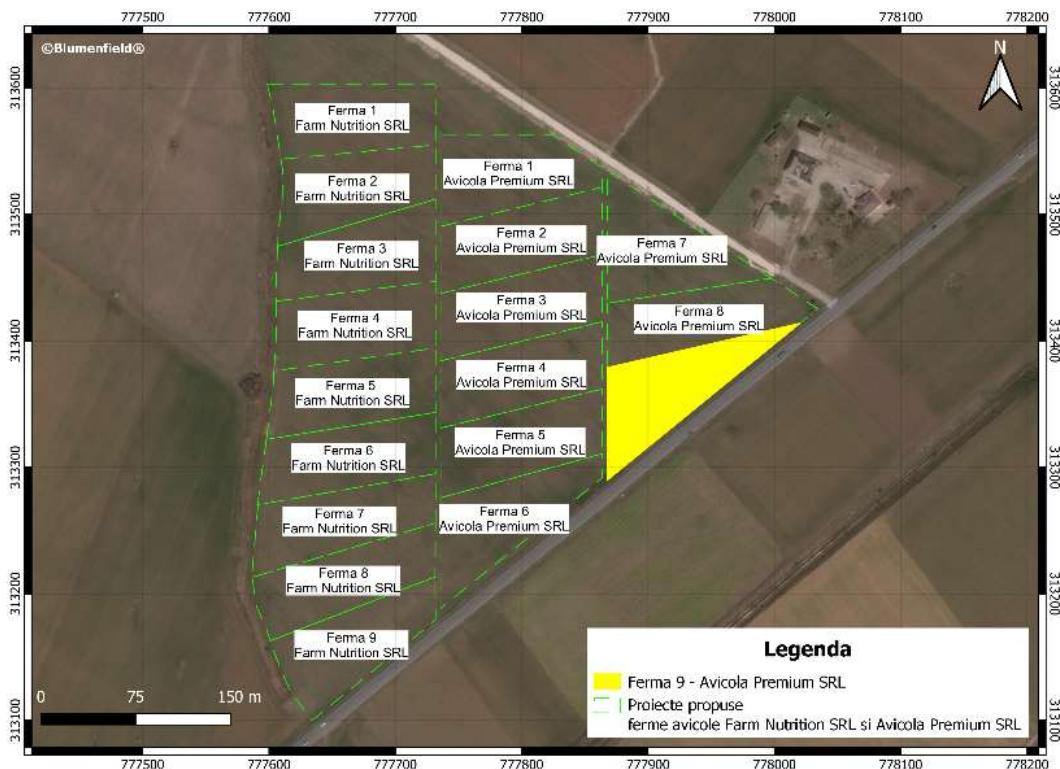 777500
777600
777700
777800
777900
778000
778100
778200
©Blumenfield®
N
313600
313600
Ferma 1
Farm Nutrition SRL
Ferma 1
Avicola Premium SRL
Ferma 2
Farm Nutrition SRL
313500
313500
Ferma 2
Avicola Premium SRL
Ferma 7
Avicola Premium SRL
Ferma 3
Farm Nutrition SRL
Ferma 3
Avicola Premium SRL
Ferma 8
Avicola Premium SRL
Ferma 4
Farm Nutrition SRL
313400
313400
Ferma 4
Avicola Premium SRL
Ferma 5
Farm Nutrition SRL
Ferma 5
Avicola Premium SRL
Ferma 6
Farm Nutrition SRL
313300
313300
Ferma 7
Farm Nutrition SRL
Ferma 6
Avicola Premium SRL
Ferma 8
Farm Nutrition SRL
313200
313200
Ferma 9
Farm Nutrition SRL
Legenda
Ferma 9 - Avicola Premium SRL
Proiecte propuse
ferme avicole Farm Nutrition SRL si Avicola Premium SRL
0
75
150 m
313100
313100
777500
777600
777700
777800
777900
778000
778100
778200